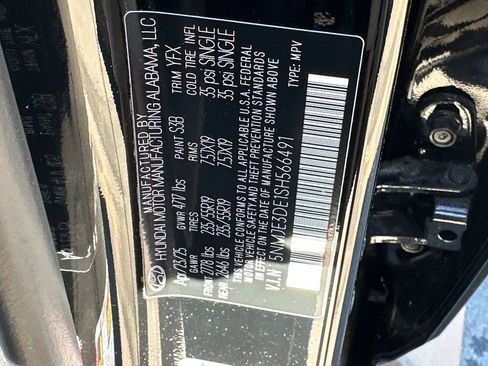 MANUFACTURED BY
HYUNDAI MOTOR MANUFACTURING ALABAMA, LLC
Apr / 23 / 25 GVWR 4717 lbs PAINT S3B TRIM YFX
GAWR TIRES RIMS COLD TIRE INFL
FRONT 2778 lbs 235/55R19 7.5JX19 35 psi SINGLE
REAR 2646 lbs 235/55R19 7.5JX19 35 psi SINGLE
THIS VEHICLE CONFORMS TO ALL APPLICABLE U.S.A. FEDERAL
MOTOR VEHICLE SAFETY AND THEFT PREVENTION STANDARDS
IN EFFECT ON THE DATE OF MANUFACTURE SHOWN ABOVE
V.I.N 5NMJE3DE1SH566491 TYPE: MPV